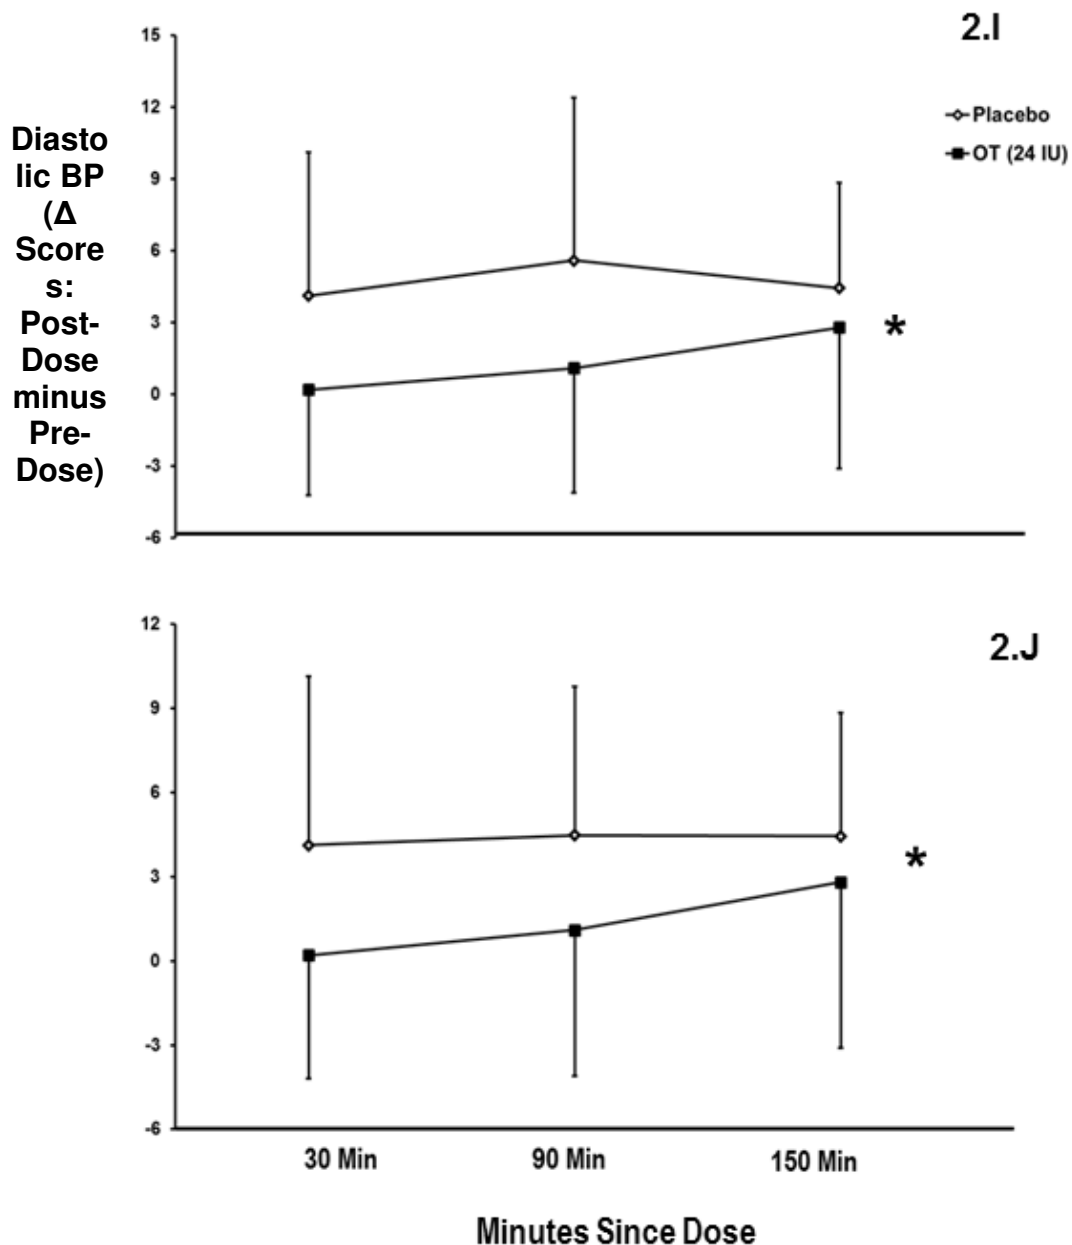 2.I
Placebo
OT (24 IU)
Diasto
lic BP
(Δ
Score
s:
Post-
Dose
minus
Pre-
Dose)
15
12
9
6
3
0
-3
-6
*
2.J
12
9
6
3
0
-3
-6
*
30 Min 90 Min 150 Min
Minutes Since Dose